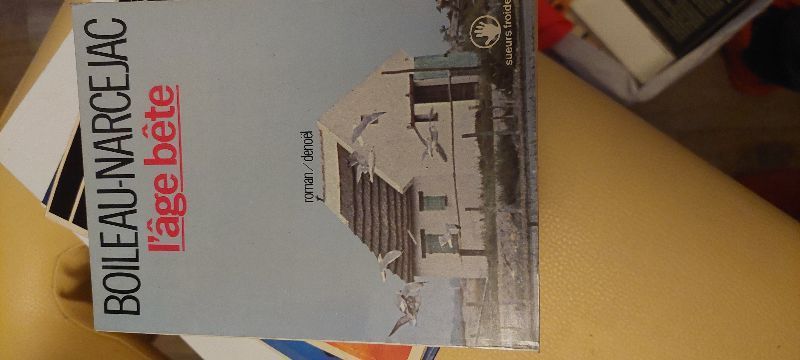 BOILEAU-NARCEJAC
l'âge bête
roman/denoël
sueurs froides